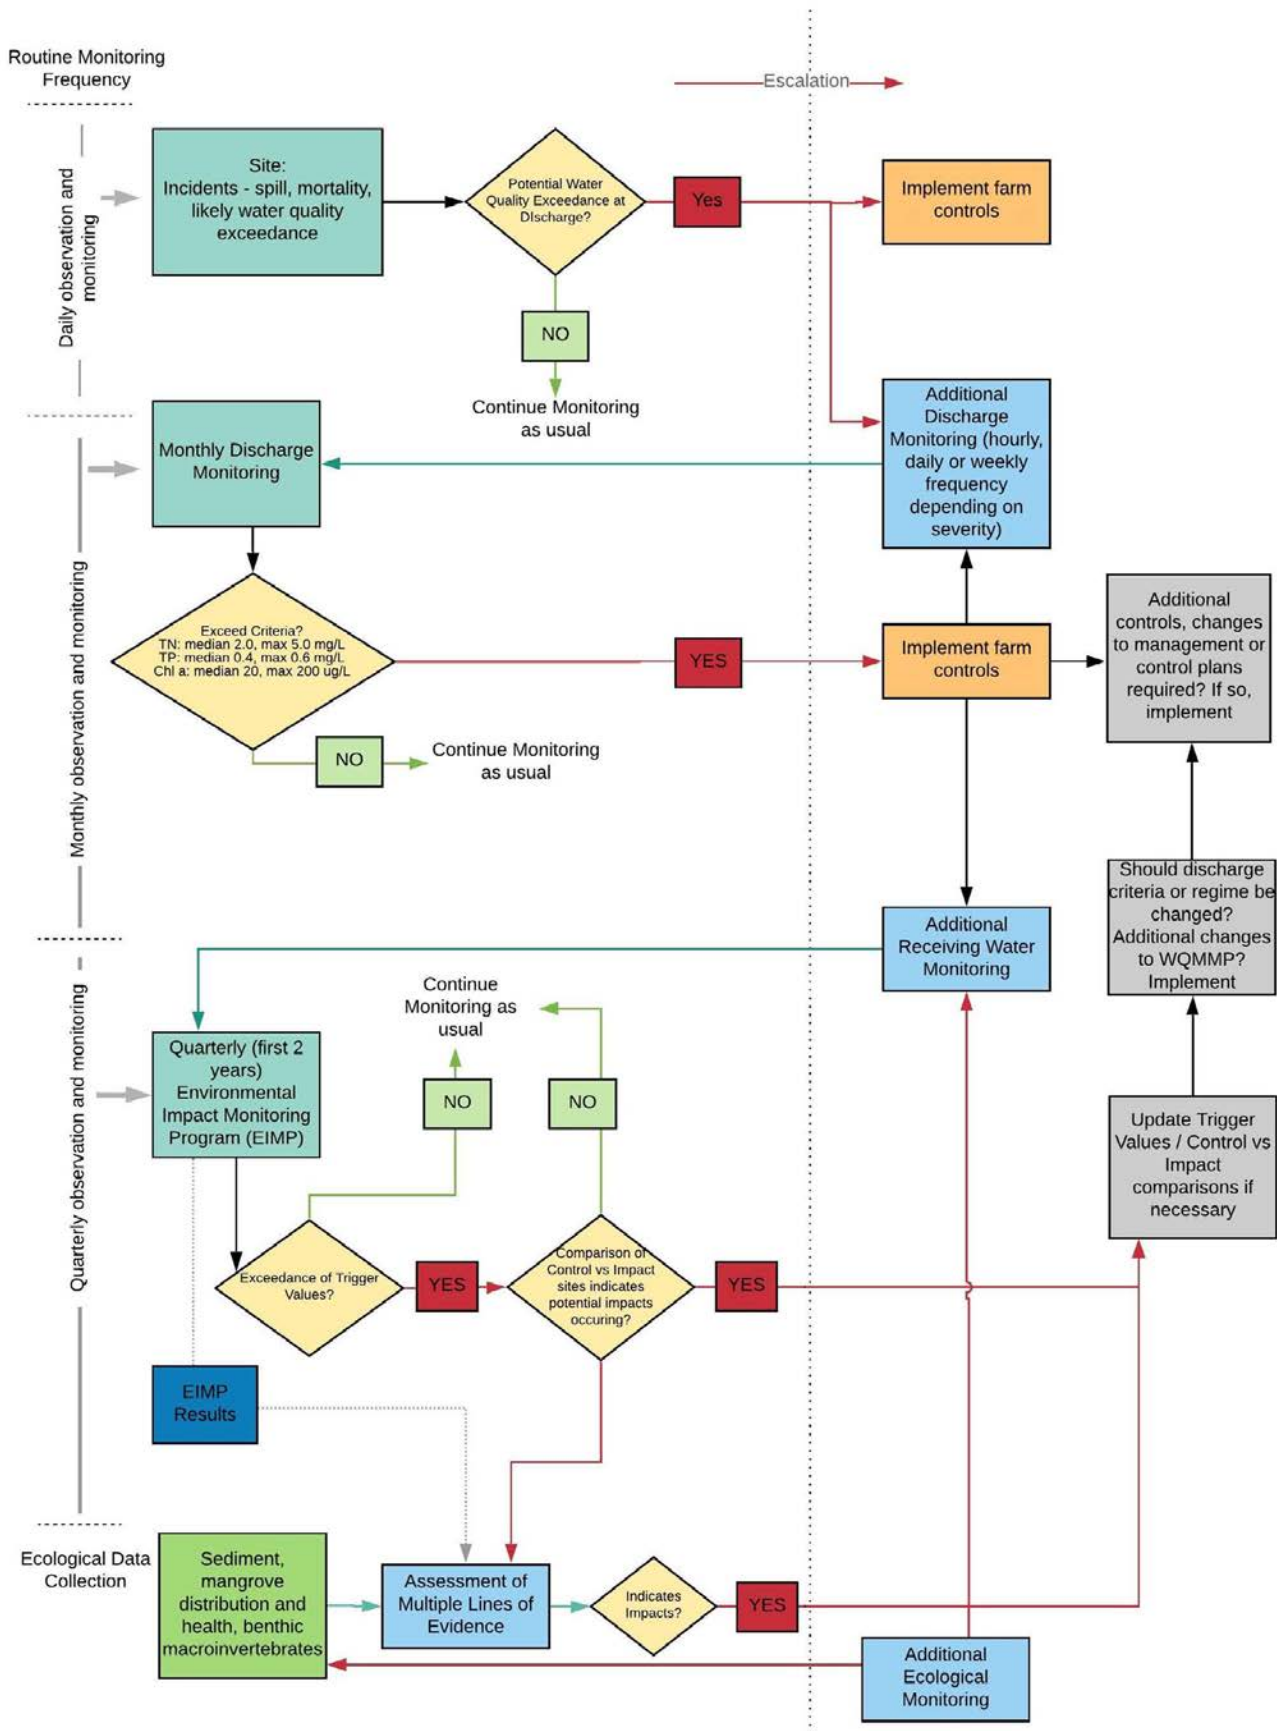 Routine Monitoring
Frequency
Escalation
Daily observation and
monitoring
Site:
Incidents - spill, mortality,
likely water quality
exceedance
Potential Water
Quality Exceedance at
DIscharge?
Yes
Implement farm
controls
NO
Continue Monitoring
as usual
Monthly observation and monitoring
Monthly Discharge
Monitoring
Additional
Discharge
Monitoring (hourly,
daily or weekly
frequency
depending on
severity)
Exceed Criteria?
TN: median 2.0, max 5.0 mg/L
TP: median 0.4, max 0.6 mg/L
Chl a: median 20, max 200 ug/L
YES
Implement farm
controls
Additional
controls, changes
to management or
control plans
required? If so,
implement
NO
Continue Monitoring
as usual
Should discharge
criteria or regime be
changed?
Additional changes
to WQMMP?
Implement
Additional
Receiving Water
Monitoring
Quarterly observation and monitoring
Continue
Monitoring as
usual
Quarterly (first 2
years)
Environmental
Impact Monitoring
Program (EIMP)
NO
NO
Update Trigger
Values / Control vs
Impact
comparisons if
necessary
Exceedance of Trigger
Values?
YES
Comparison of
Control vs Impact
sites indicates
potential impacts
occuring?
YES
EIMP
Results
Ecological Data
Collection
Sediment,
mangrove
distribution and
health, benthic
macroinvertebrates
Assessment of
Multiple Lines of
Evidence
Indicates
Impacts?
YES
Additional
Ecological
Monitoring